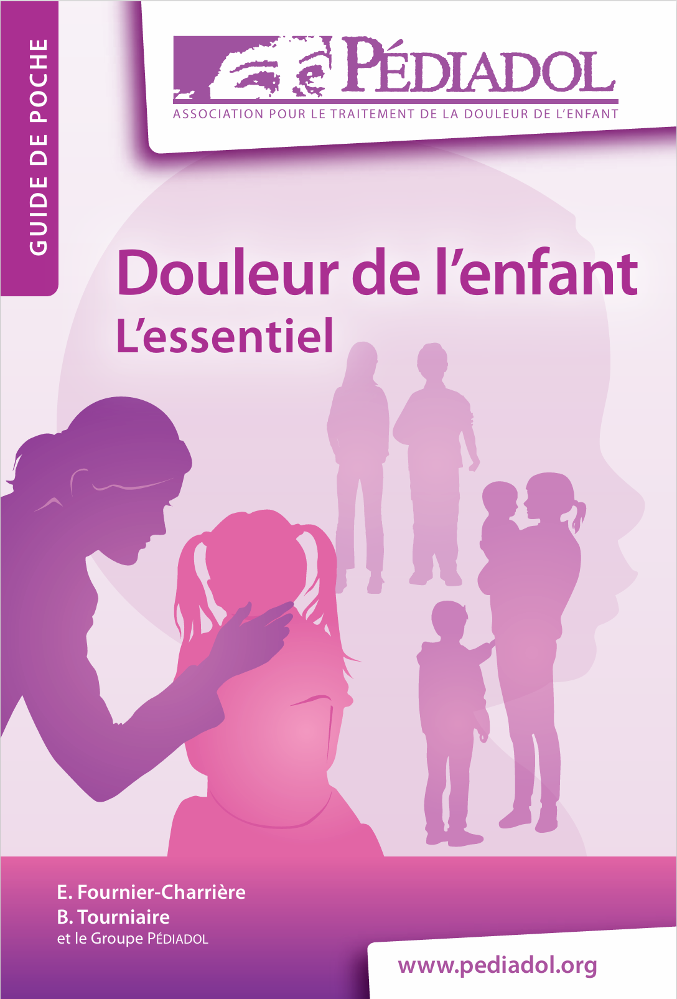 GUIDE DE POCHE
PÉDIADOL
ASSOCIATION POUR LE TRAITEMENT DE LA DOULEUR DE L’ENFANT
Douleur de l’enfant
L’essentiel
E. Fournier-Charrière
B. Tourniaire
et le Groupe PÉDIADOL
www.pediadol.org